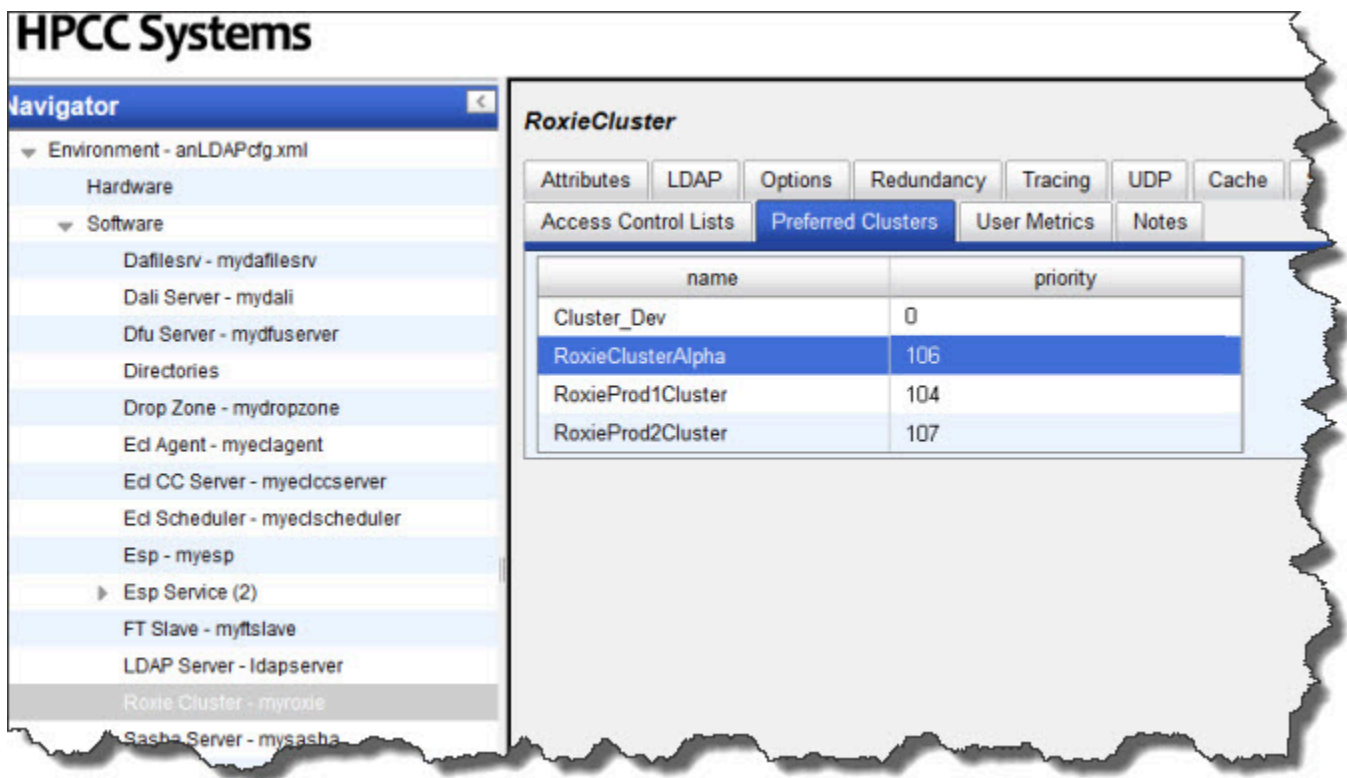 HPCC Systems
Navigator
Environment - anLDAPcfg.xml
Hardware
Software
Dafilesrv - mydafilesrv
Dali Server - mydali
Dfu Server - mydfuserver
Directories
Drop Zone - mydropzone
Ecl Agent - myeclagent
Ecl CC Server - myeclccserver
Ecl Scheduler - myeclscheduler
Esp - myesp
Esp Service (2)
FT Slave - myftslave
LDAP Server - ldapserver
Roxie Cluster - myroxie
Sasha Server - mysasha
RoxieCluster
Attributes LDAP Options Redundancy Tracing UDP Cache
Access Control Lists Preferred Clusters User Metrics Notes
name priority
Cluster_Dev 0
RoxieClusterAlpha 106
RoxieProd1Cluster 104
RoxieProd2Cluster 107